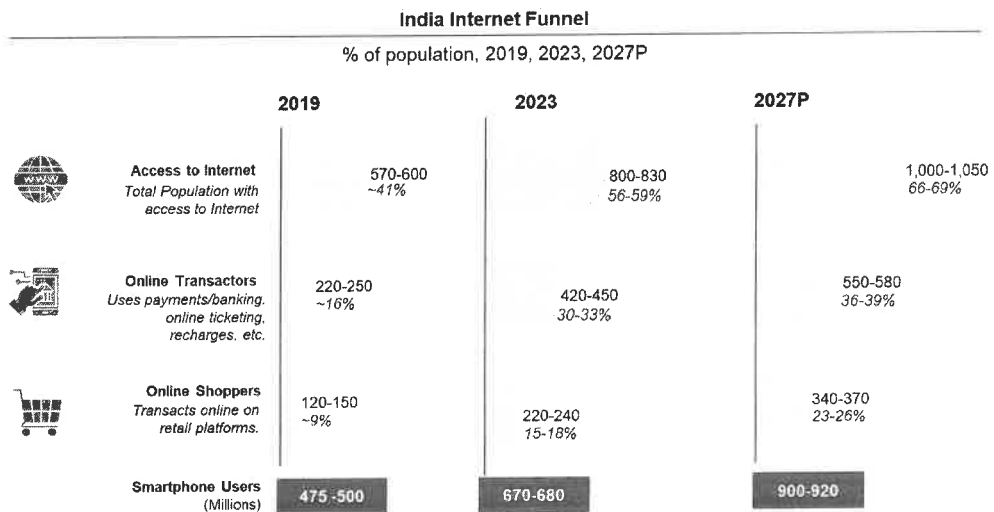 India Internet Funnel
% of population, 2019, 2023, 2027P
2019 2023 2027P
www
Access to Internet
Total Population with
access to Internet
570-600
~41%
800-830
56-59%
1,000-1,050
66-69%
Online Transactors
Uses payments/banking,
online ticketing,
recharges, etc.
220-250
~16%
420-450
30-33%
550-580
36-39%
Online Shoppers
Transacts online on
retail platforms.
120-150
~9%
220-240
15-18%
340-370
23-26%
Smartphone Users
(Millions)
475 -500
670-680
900-920